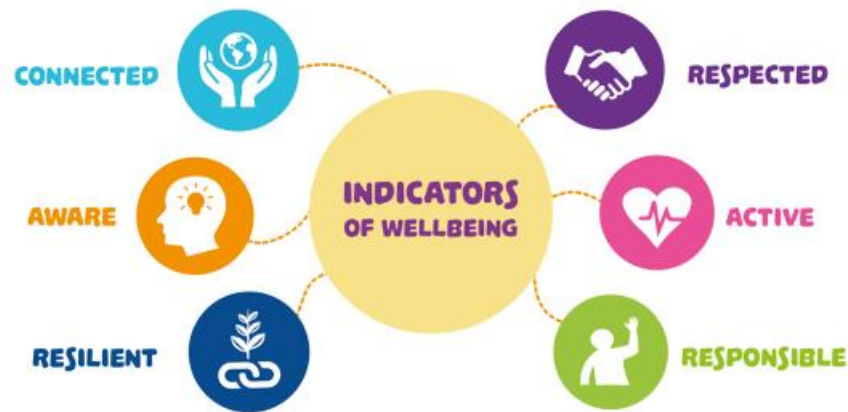 CONNECTED
RESPECTED
INDICATORS
OF WELLBEING
AWARE
ACTIVE
RESILIENT
RESPONSIBLE